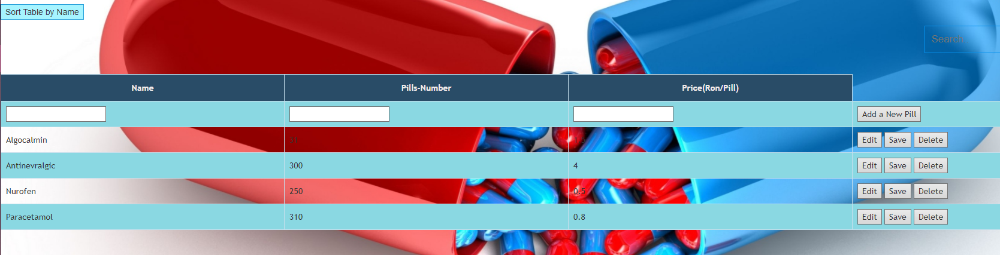 Sort Table by Name
Search..
Name Pills-Number Price(Ron/Pill)
Add a New Pill
Algocalmin 31 1.5 Edit Save Delete
Antinevralgic 300 4 Edit Save Delete
Nurofen 250 0.5 Edit Save Delete
Paracetamol 310 0.8 Edit Save Delete